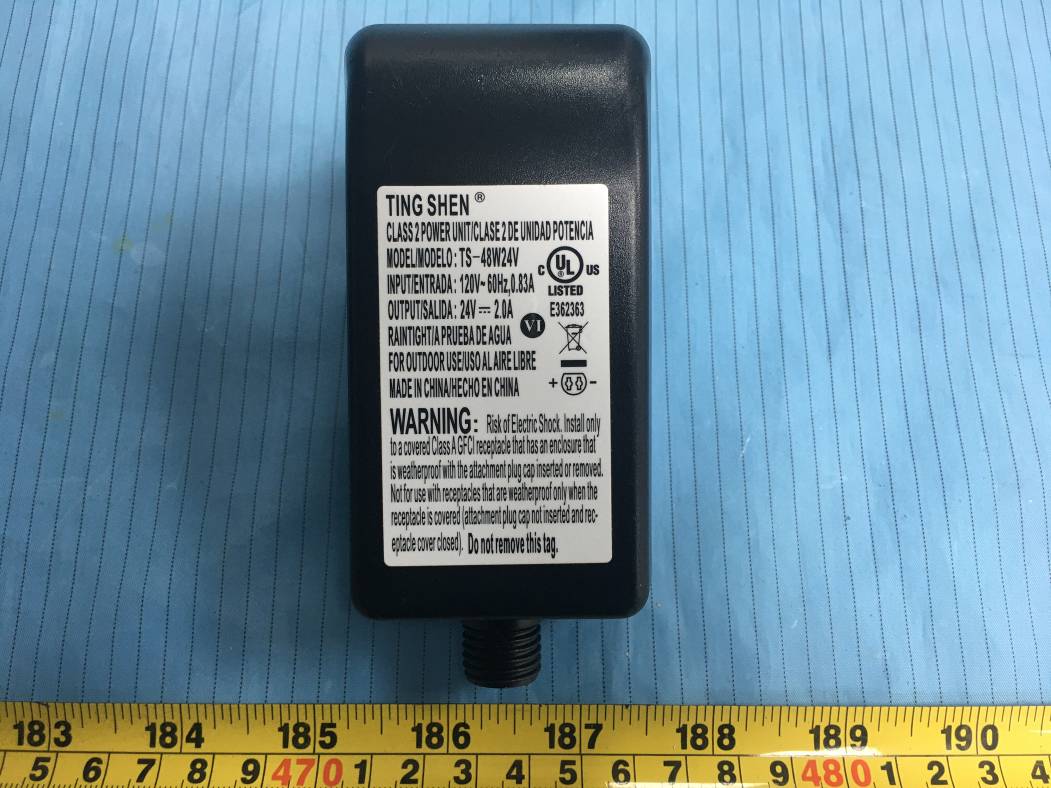 TING SHEN ®
CLASS 2 POWER UNIT/CLASE 2 DE UNIDAD POTENCIA
MODEL/MODELO: TS-48W24V
INPUT/ENTRADA: 120V~ 60Hz,0.83A
C UL ® US
LISTED
OUTPUT/SALIDA: 24V ⎓ 2.0A
E362363
RAINTIGHT/A PRUEBA DE AGUA
VI
FOR OUTDOOR USE/USO AL AIRE LIBRE
MADE IN CHINA/HECHO EN CHINA
+ -
WARNING: Risk of Electric Shock. Install only
to a covered Class A GFCI receptacle that has an enclosure that
is weatherproof with the attachment plug cap inserted or removed.
Not for use with receptacles that are weatherproof only when the
receptacle is covered (attachment plug cap not inserted and rec-
eptacle cover closed). Do not remove this tag.
183 184 185 186 187 188 189 190
5 6 7 8 9 470 1 2 3 4 5 6 7 8 9 480 1 2 3 4